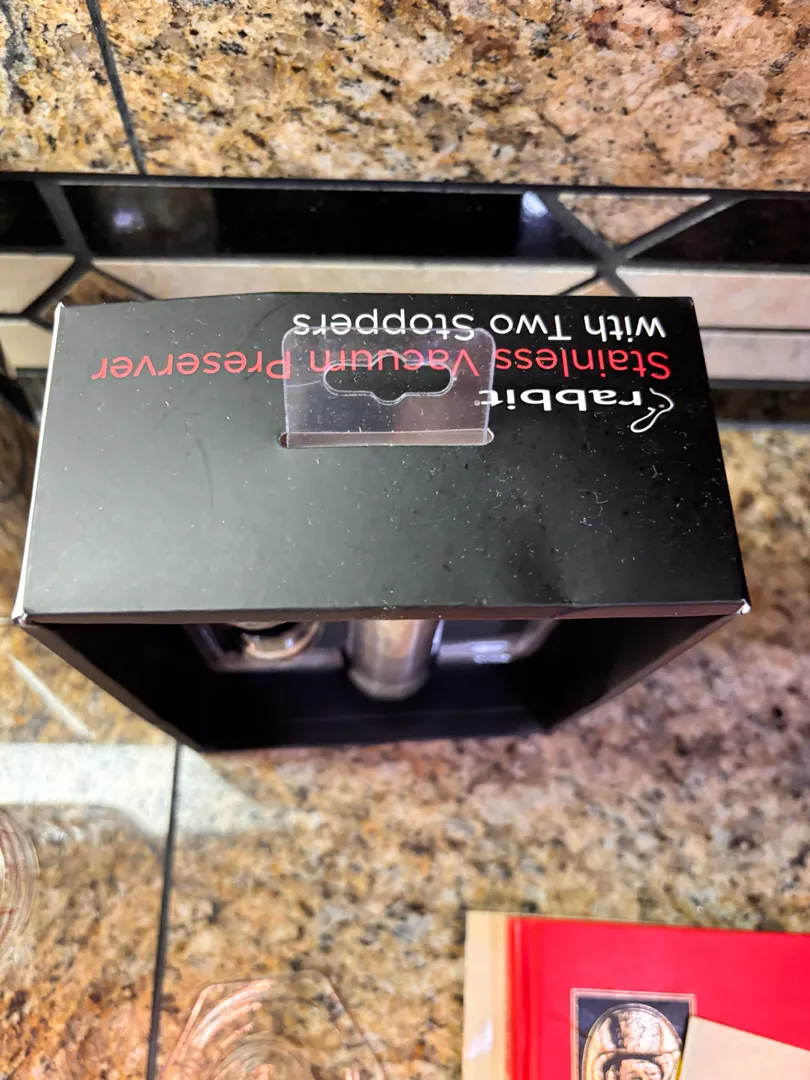 rabbit
Stainless Vacuum Preserver
with Two Stoppers